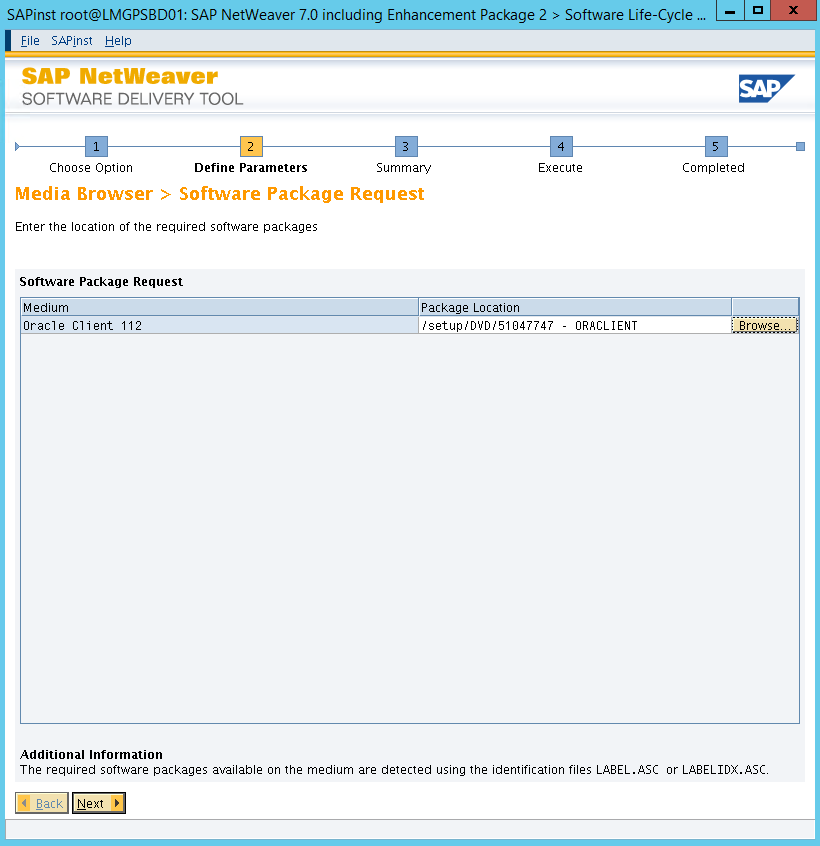 SAPinst root@LMGPSBD01: SAP NetWeaver 7.0 including Enhancement Package 2 > Software Life-Cycle ...
File SAPinst Help
SAP NetWeaver
SOFTWARE DELIVERY TOOL
SAP
1 2 3 4 5
Choose Option Define Parameters Summary Execute Completed
Media Browser > Software Package Request
Enter the location of the required software packages
Software Package Request
Medium Package Location
Oracle Client 112 /setup/DVD/51047747 - ORACLIENT Browse...
Additional Information
The required software packages available on the medium are detected using the identification files LABEL.ASC or LABELIDX.ASC.
Back Next